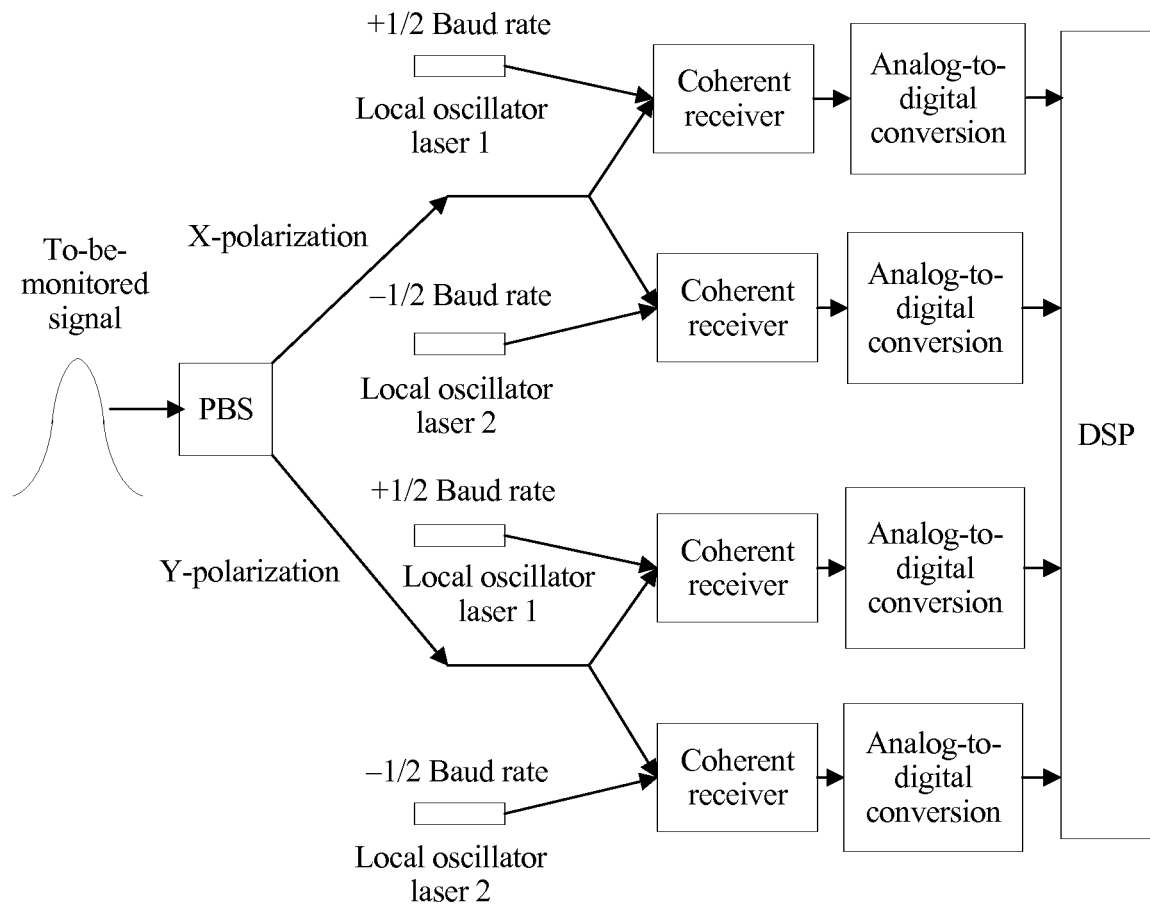 +1/2 Baud rate
Local oscillator
laser 1
Coherent
receiver
Analog-to-
digital
conversion
X-polarization
To-be-
monitored
signal
–1/2 Baud rate
Local oscillator
laser 2
Coherent
receiver
Analog-to-
digital
conversion
PBS
DSP
+1/2 Baud rate
Local oscillator
laser 1
Coherent
receiver
Analog-to-
digital
conversion
Y-polarization
–1/2 Baud rate
Local oscillator
laser 2
Coherent
receiver
Analog-to-
digital
conversion